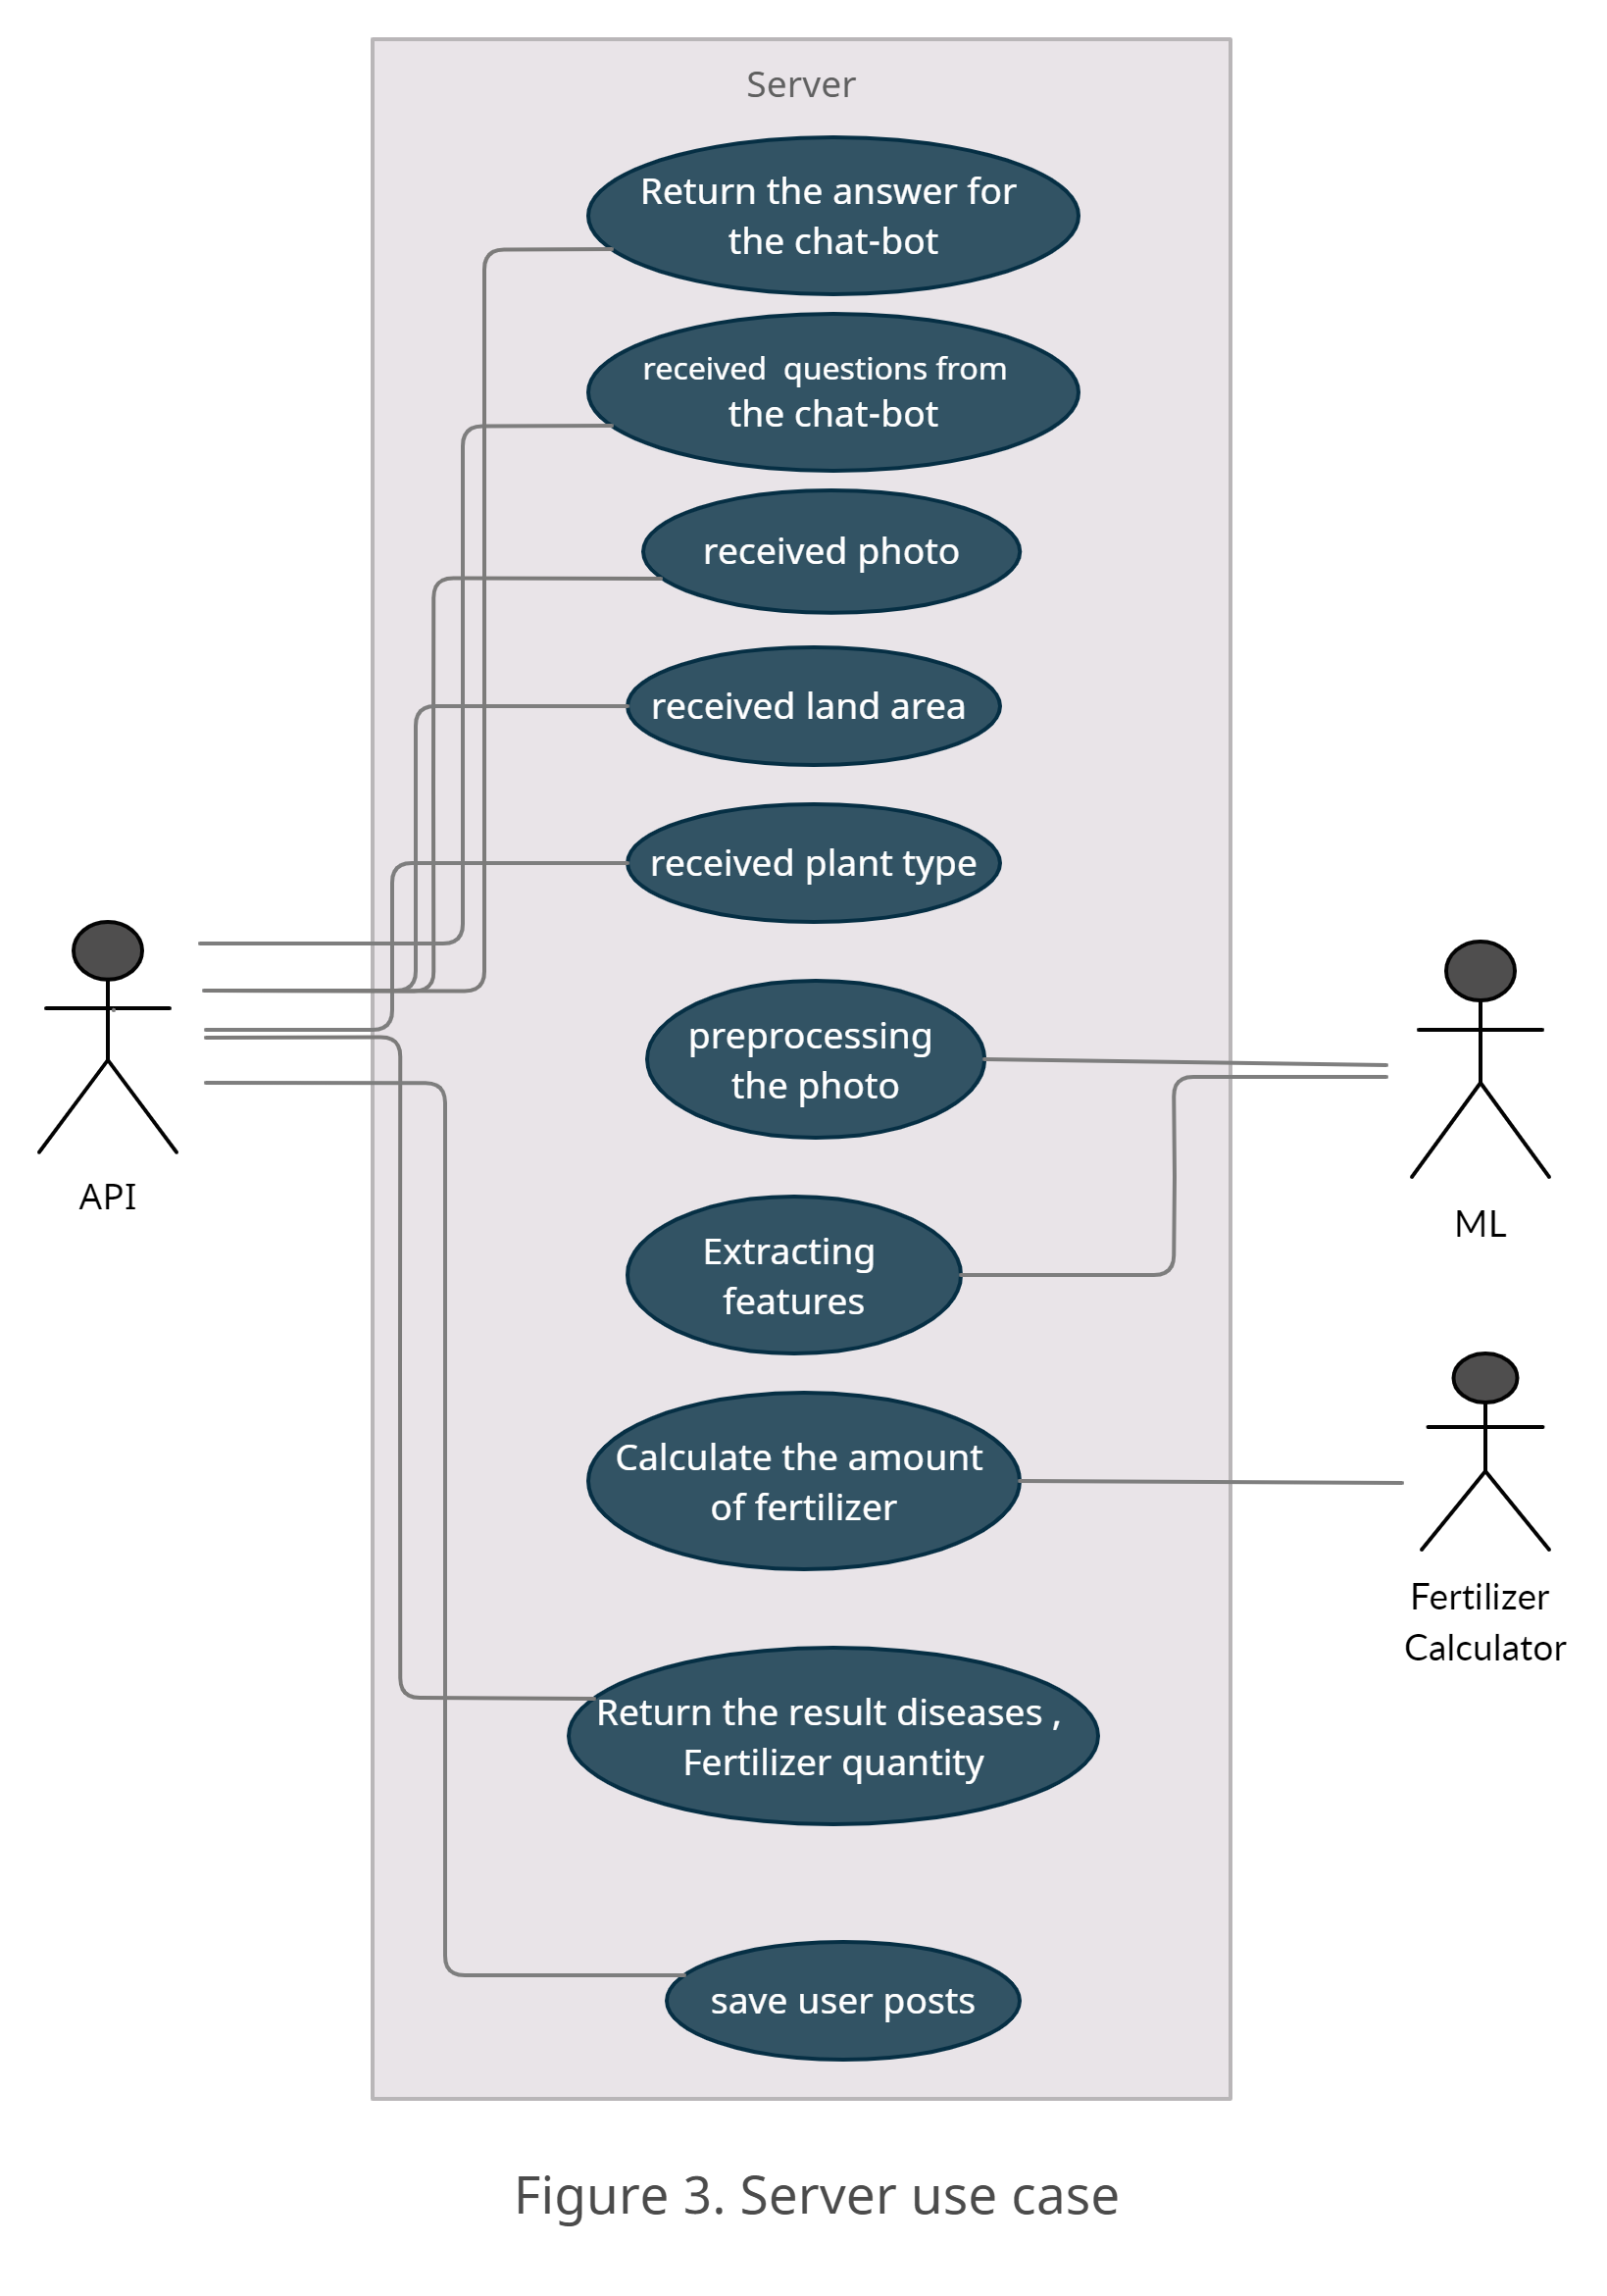 Server
Return the answer for
the chat-bot
received  questions from
the chat-bot
received photo
received land area
received plant type
preprocessing
the photo
API
ML
Extracting
features
Calculate the amount
of fertilizer
Fertilizer
Calculator
Return the result diseases ,
Fertilizer quantity
save user posts
Figure 3. Server use case